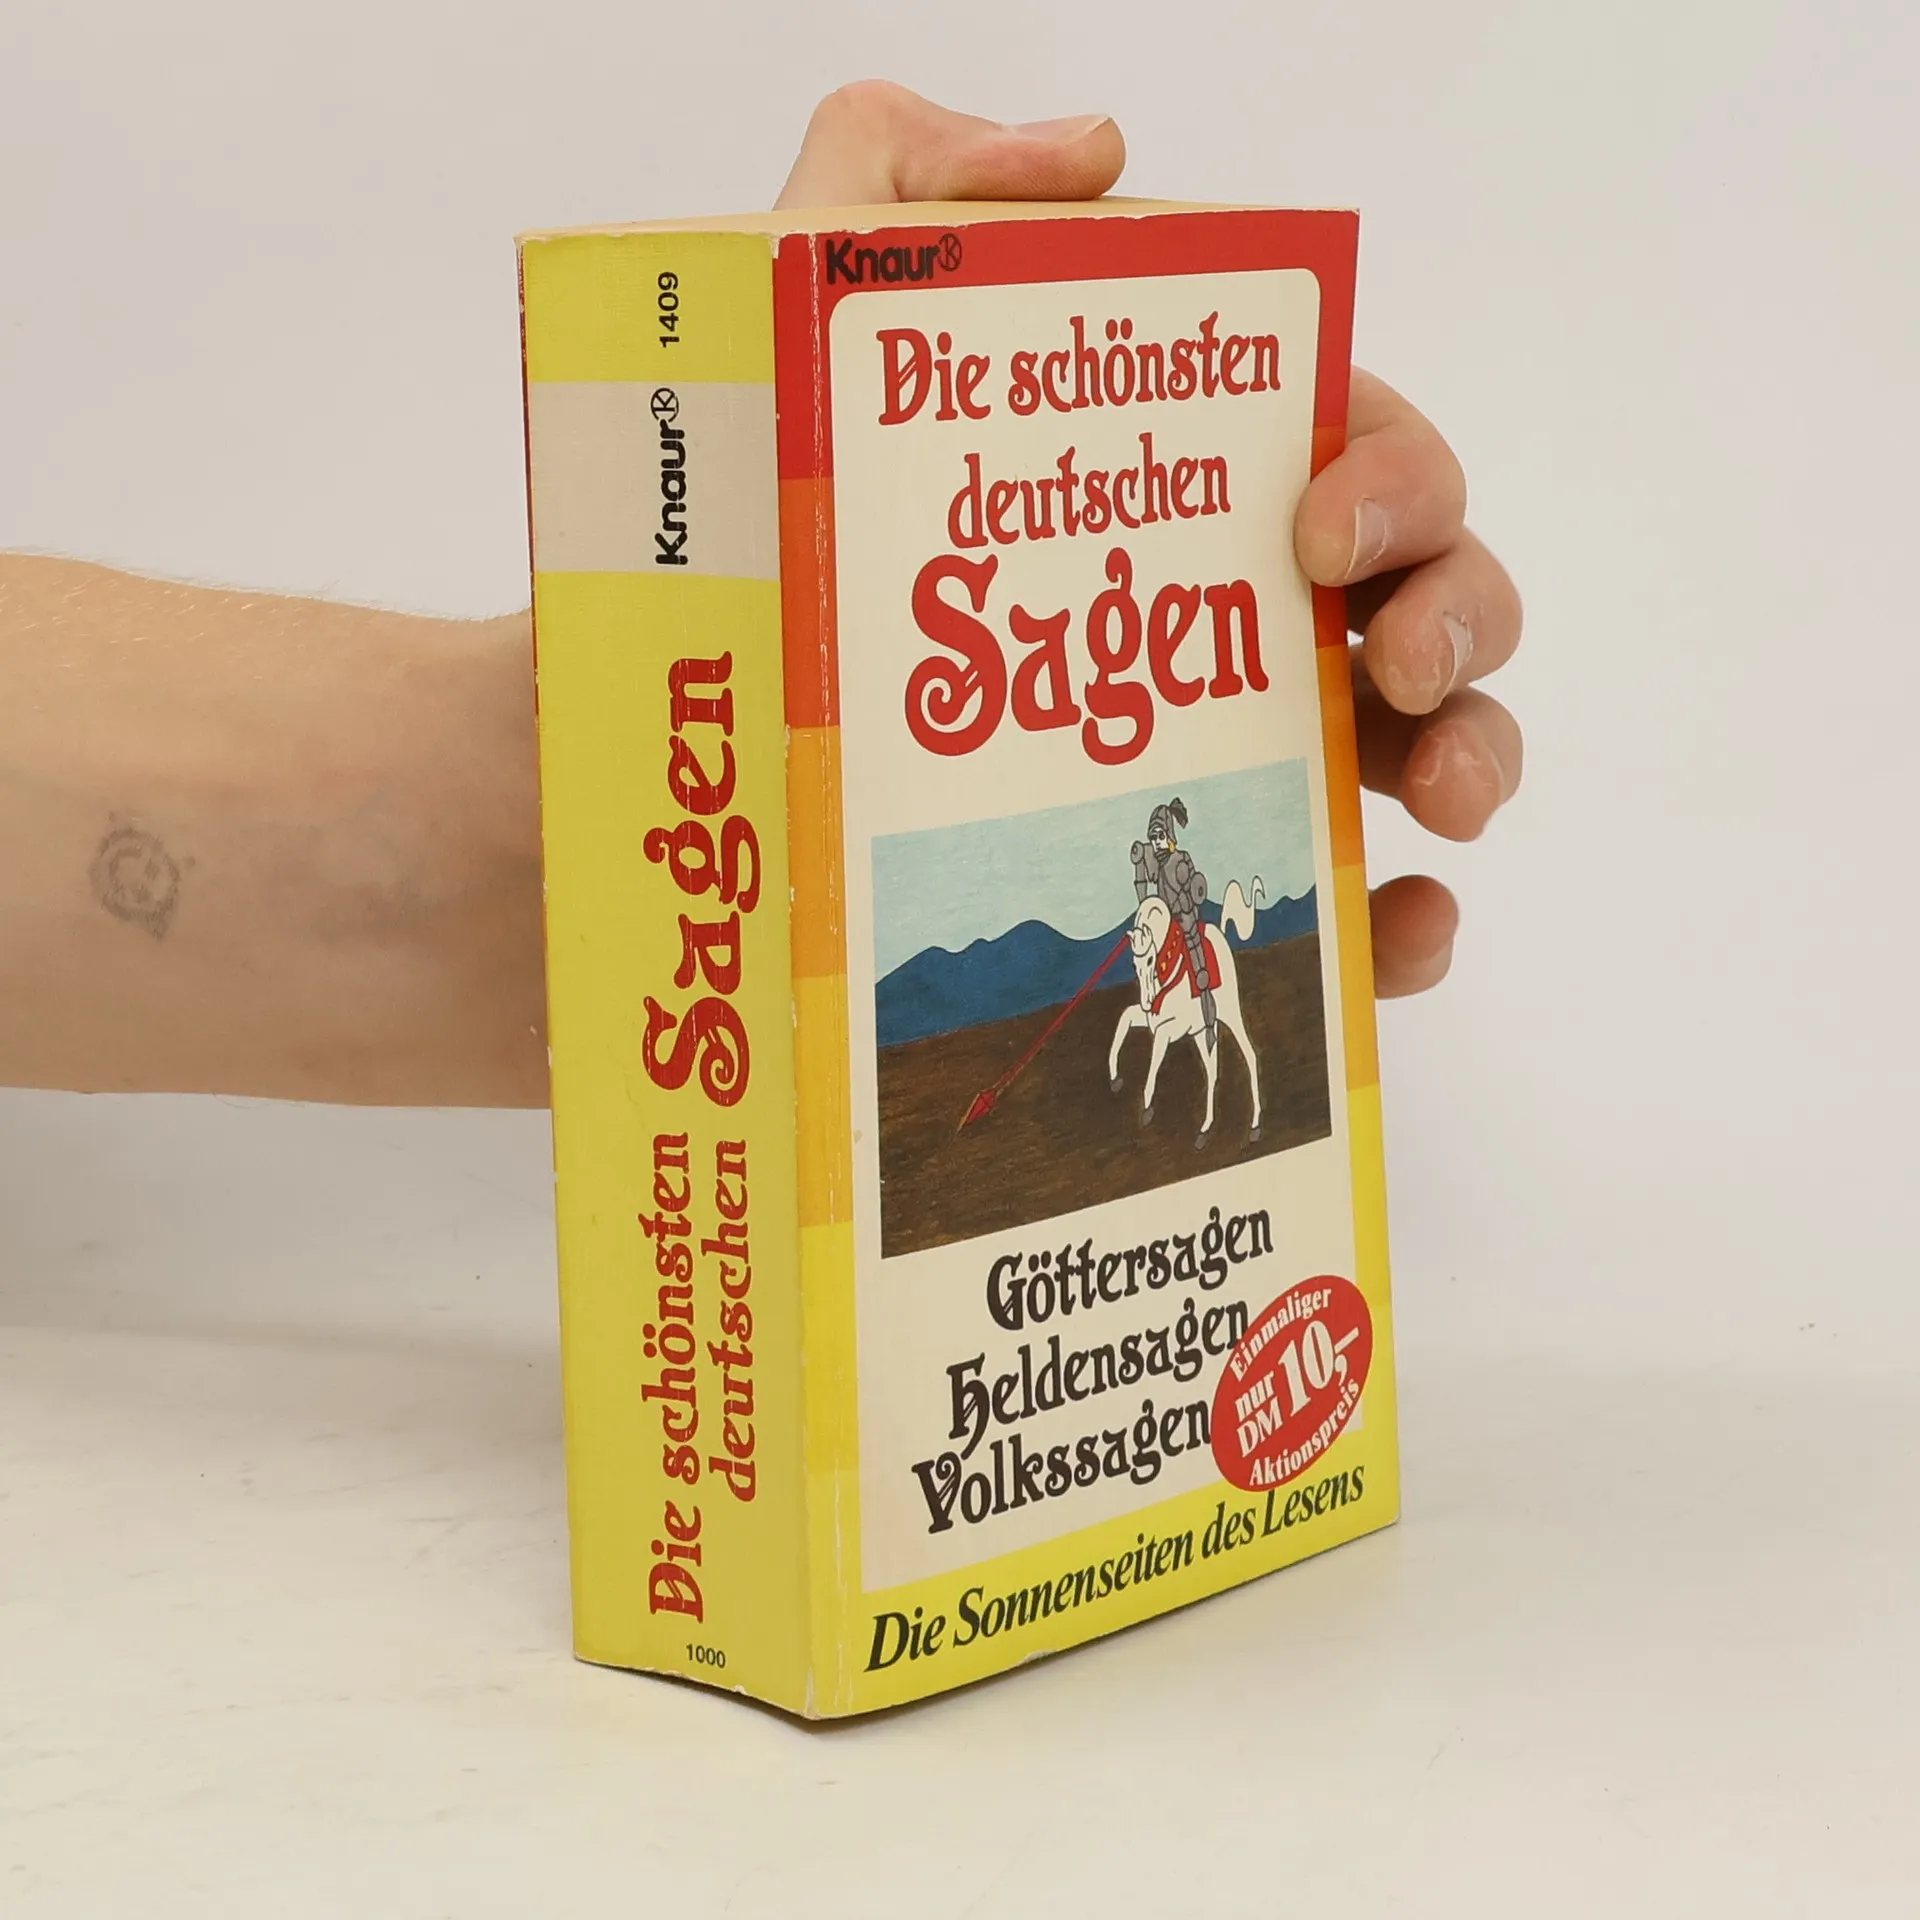 1409
Knaur
Die schönsten
deutschen
Sagen
1000
Knaur
Die schönsten
deutschen
Sagen
Göttersagen
Heldensagen
Volkssagen
Einmaliger
nur
DM 10,–
Aktionspreis
Die Sonnenseiten des Lesens